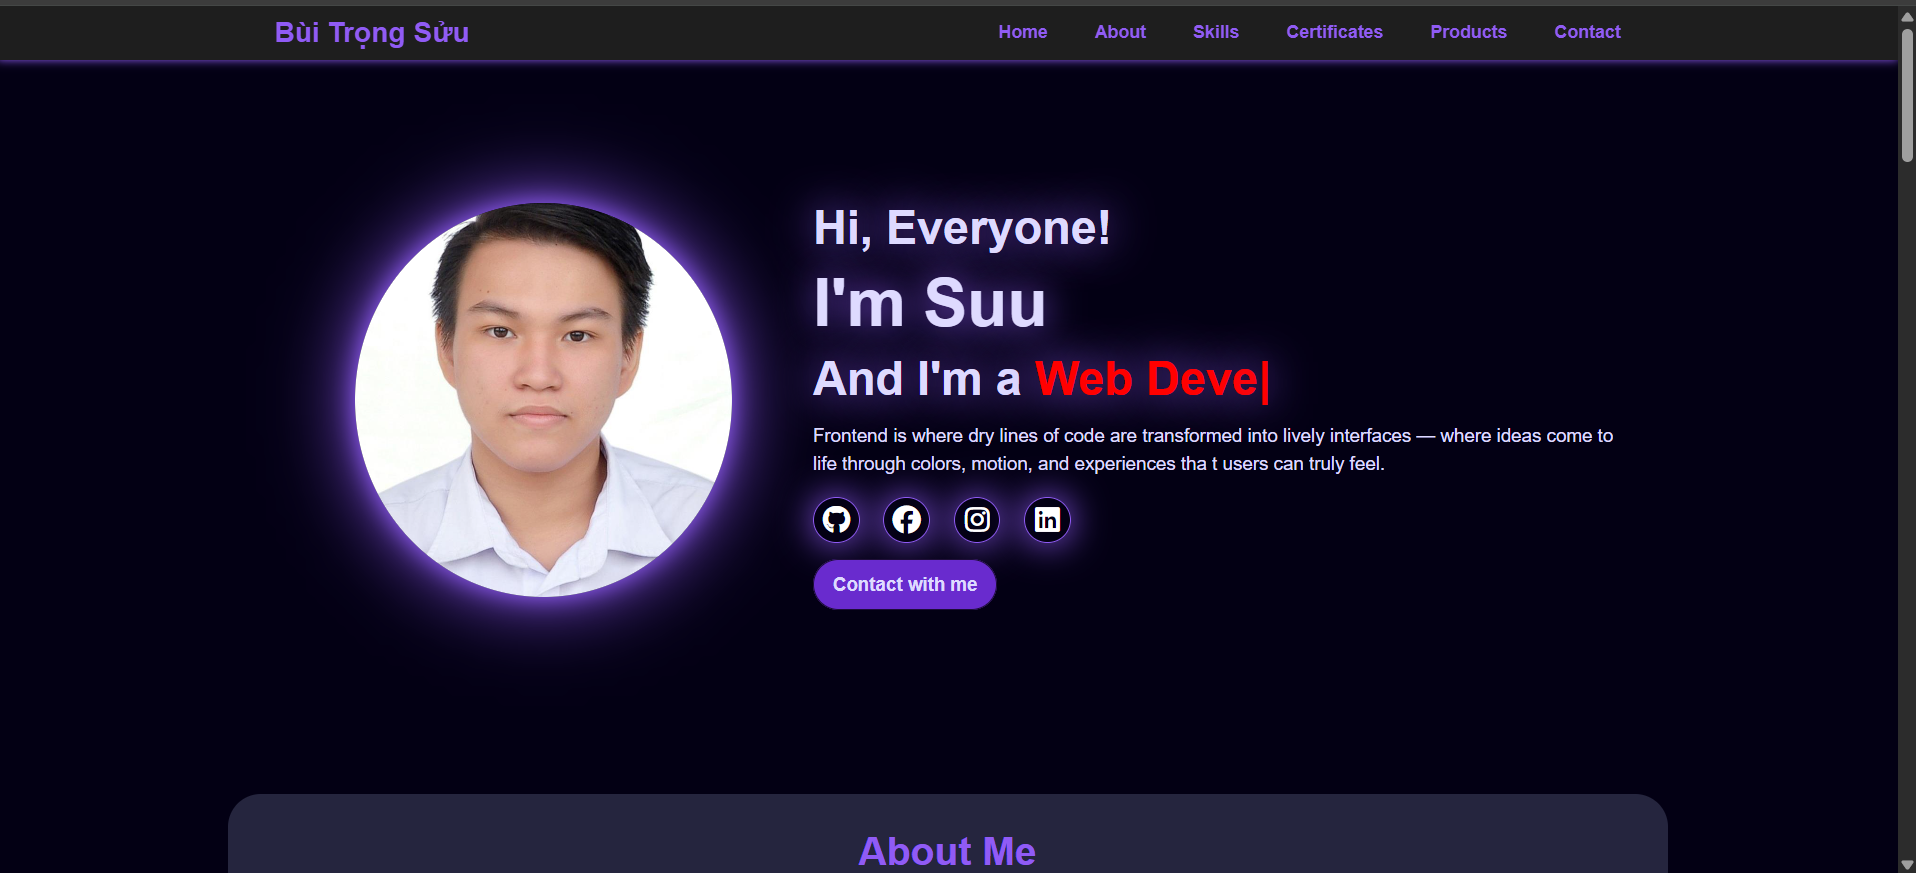 Bùi Trọng Sửu
Home About Skills Certificates Products Contact
Hi, Everyone!
I'm Suu
And I'm a Web Deve|
Frontend is where dry lines of code are transformed into lively interfaces — where ideas come to
life through colors, motion, and experiences tha t users can truly feel.
in
Contact with me
About Me